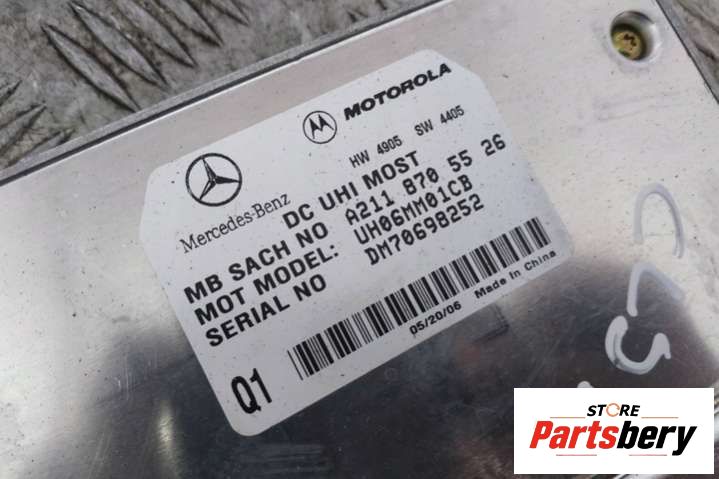 MOTOROLA
HW 4905 SW 4405
Mercedes-Benz
DC UHI MOST
MB SACH NO A211 870 55 26
MOT MODEL: UH06MM01CB
SERIAL NO DM70698252
05/20/06 Made In China
Q1
CLS
STORE
Partsbery